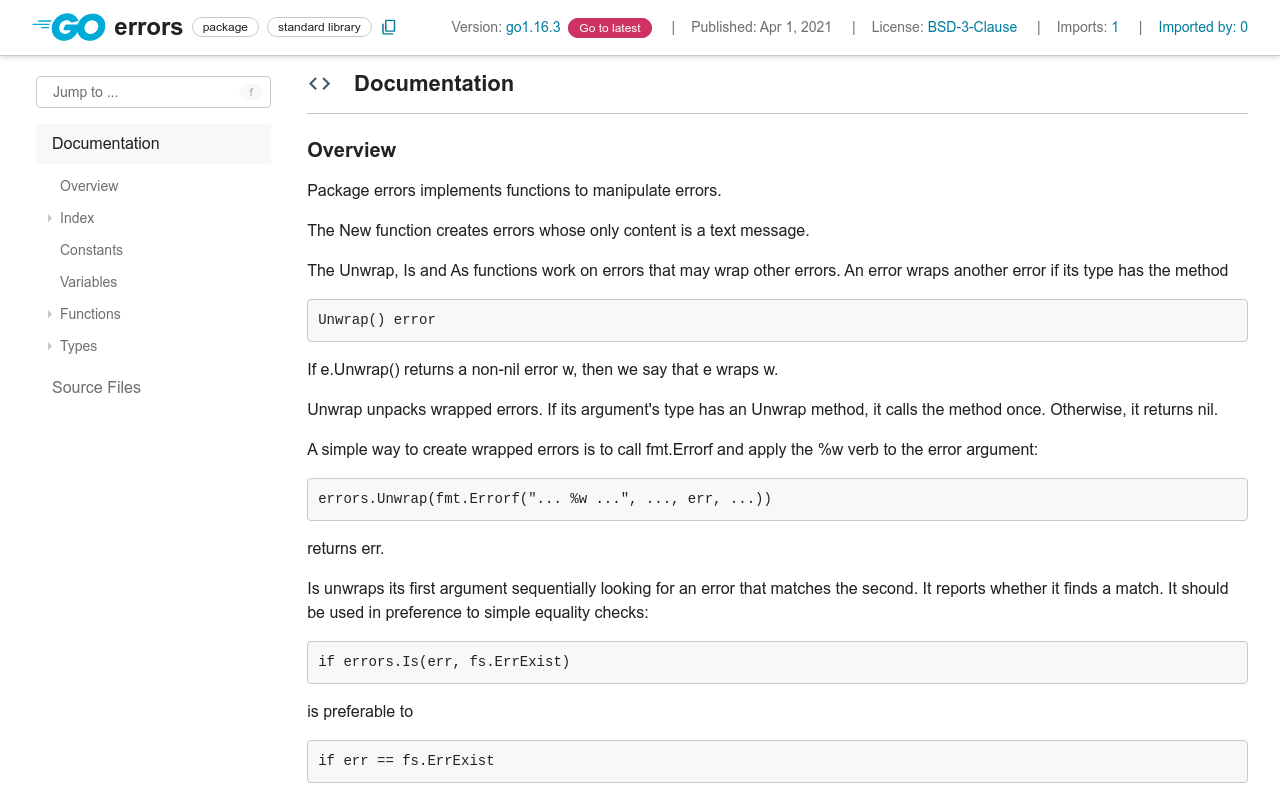 GO errors package standard library Version: go1.16.3 Go to latest | Published: Apr 1, 2021 | License: BSD-3-Clause | Imports: 1 | Imported by: 0
Jump to ... f
Documentation
Overview
Index
Constants
Variables
Functions
Types
Source Files
Documentation
Overview
Package errors implements functions to manipulate errors.
The New function creates errors whose only content is a text message.
The Unwrap, Is and As functions work on errors that may wrap other errors. An error wraps another error if its type has the method
Unwrap() error
If e.Unwrap() returns a non-nil error w, then we say that e wraps w.
Unwrap unpacks wrapped errors. If its argument's type has an Unwrap method, it calls the method once. Otherwise, it returns nil.
A simple way to create wrapped errors is to call fmt.Errorf and apply the %w verb to the error argument:
errors.Unwrap(fmt.Errorf("... %w ...", ..., err, ...))
returns err.
Is unwraps its first argument sequentially looking for an error that matches the second. It reports whether it finds a match. It should
be used in preference to simple equality checks:
if errors.Is(err, fs.ErrExist)
is preferable to
if err == fs.ErrExist